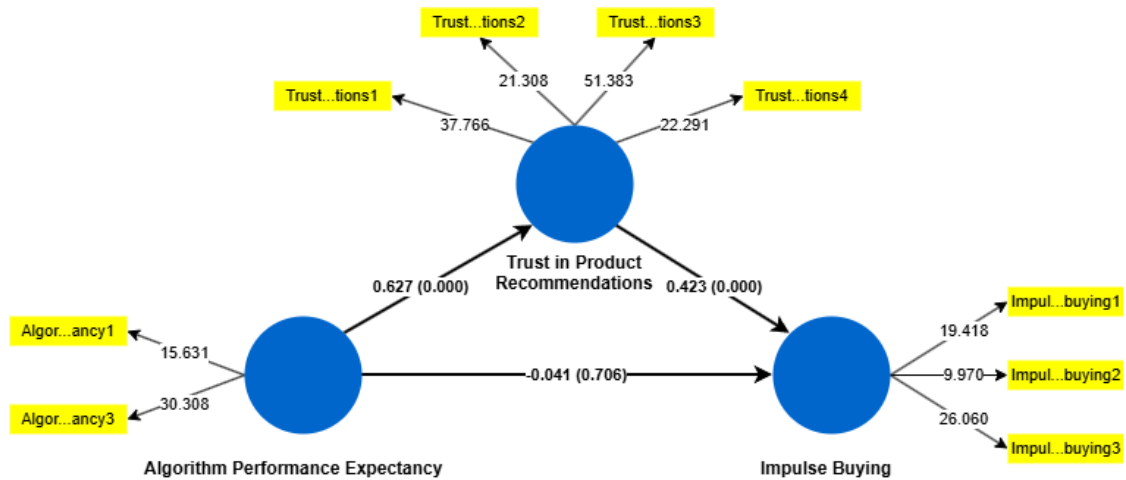 Trust...tions2
Trust...tions3
21.308
51.383
Trust...tions1
Trust...tions4
37.766
22.291
Trust in Product
Recommendations
0.627 (0.000)
0.423 (0.000)
Algor...ancy1
15.631
30.308
Algor...ancy3
-0.041 (0.706)
Impul...buying1
19.418
9.970
Impul...buying2
26.060
Impul...buying3
Algorithm Performance Expectancy
Impulse Buying